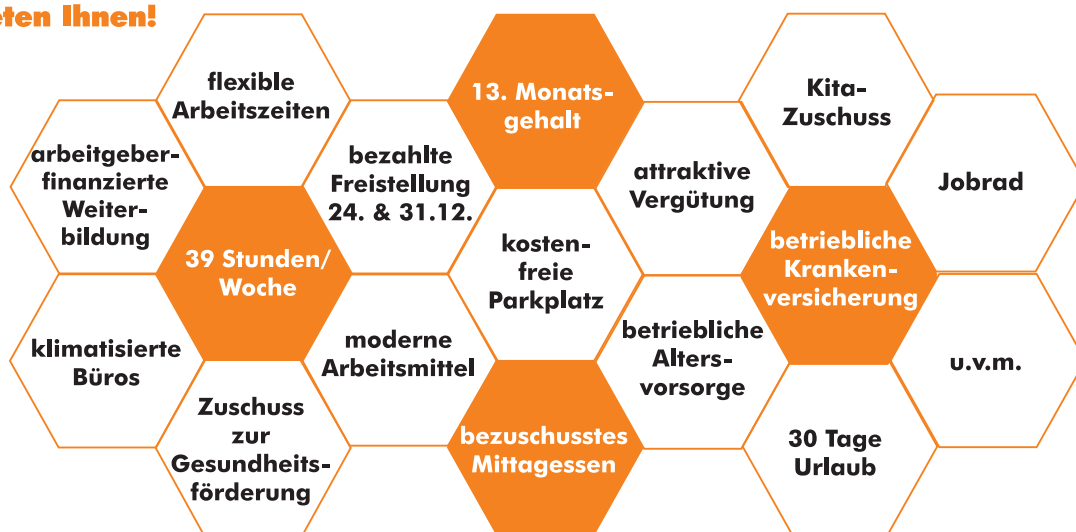 Ihnen!
flexible
Arbeitszeiten
13. Monats-
gehalt
Kita-
Zuschuss
arbeitgeber-
finanzierte
Weiter-
bildung
bezahlte
Freistellung
24. & 31.12.
attraktive
Vergütung
Jobrad
39 Stunden/
Woche
kosten-
freie
Parkplatz
betriebliche
Kranken-
versicherung
klimatisierte
Büros
moderne
Arbeitsmittel
betriebliche
Alters-
vorsorge
u.v.m.
Zuschuss
zur
Gesundheits-
förderung
bezuschusstes
Mittagessen
30 Tage
Urlaub